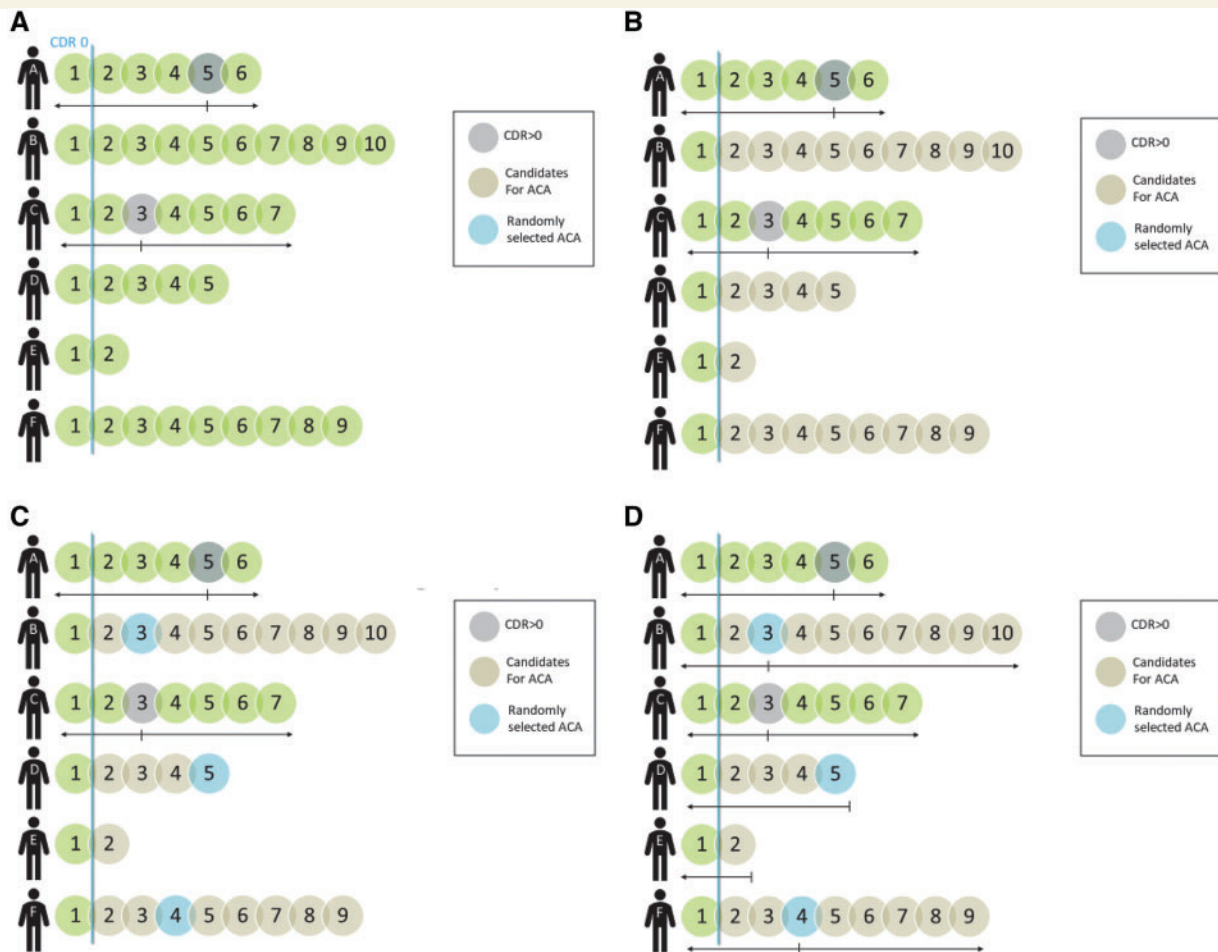 A
CDR 0
A 1 2 3 4 5 6
B 1 2 3 4 5 6 7 8 9 10
C 1 2 3 4 5 6 7
D 1 2 3 4 5
E 1 2
F 1 2 3 4 5 6 7 8 9
CDR>0
Candidates
For ACA
Randomly
selected ACA
B
A 1 2 3 4 5 6
B 1 2 3 4 5 6 7 8 9 10
C 1 2 3 4 5 6 7
D 1 2 3 4 5
E 1 2
F 1 2 3 4 5 6 7 8 9
CDR>0
Candidates
For ACA
Randomly
selected ACA
C
A 1 2 3 4 5 6
B 1 2 3 4 5 6 7 8 9 10
C 1 2 3 4 5 6 7
D 1 2 3 4 5
E 1 2
F 1 2 3 4 5 6 7 8 9
CDR>0
Candidates
For ACA
Randomly
selected ACA
D
A 1 2 3 4 5 6
B 1 2 3 4 5 6 7 8 9 10
C 1 2 3 4 5 6 7
D 1 2 3 4 5
E 1 2
F 1 2 3 4 5 6 7 8 9
CDR>0
Candidates
For ACA
Randomly
selected ACA